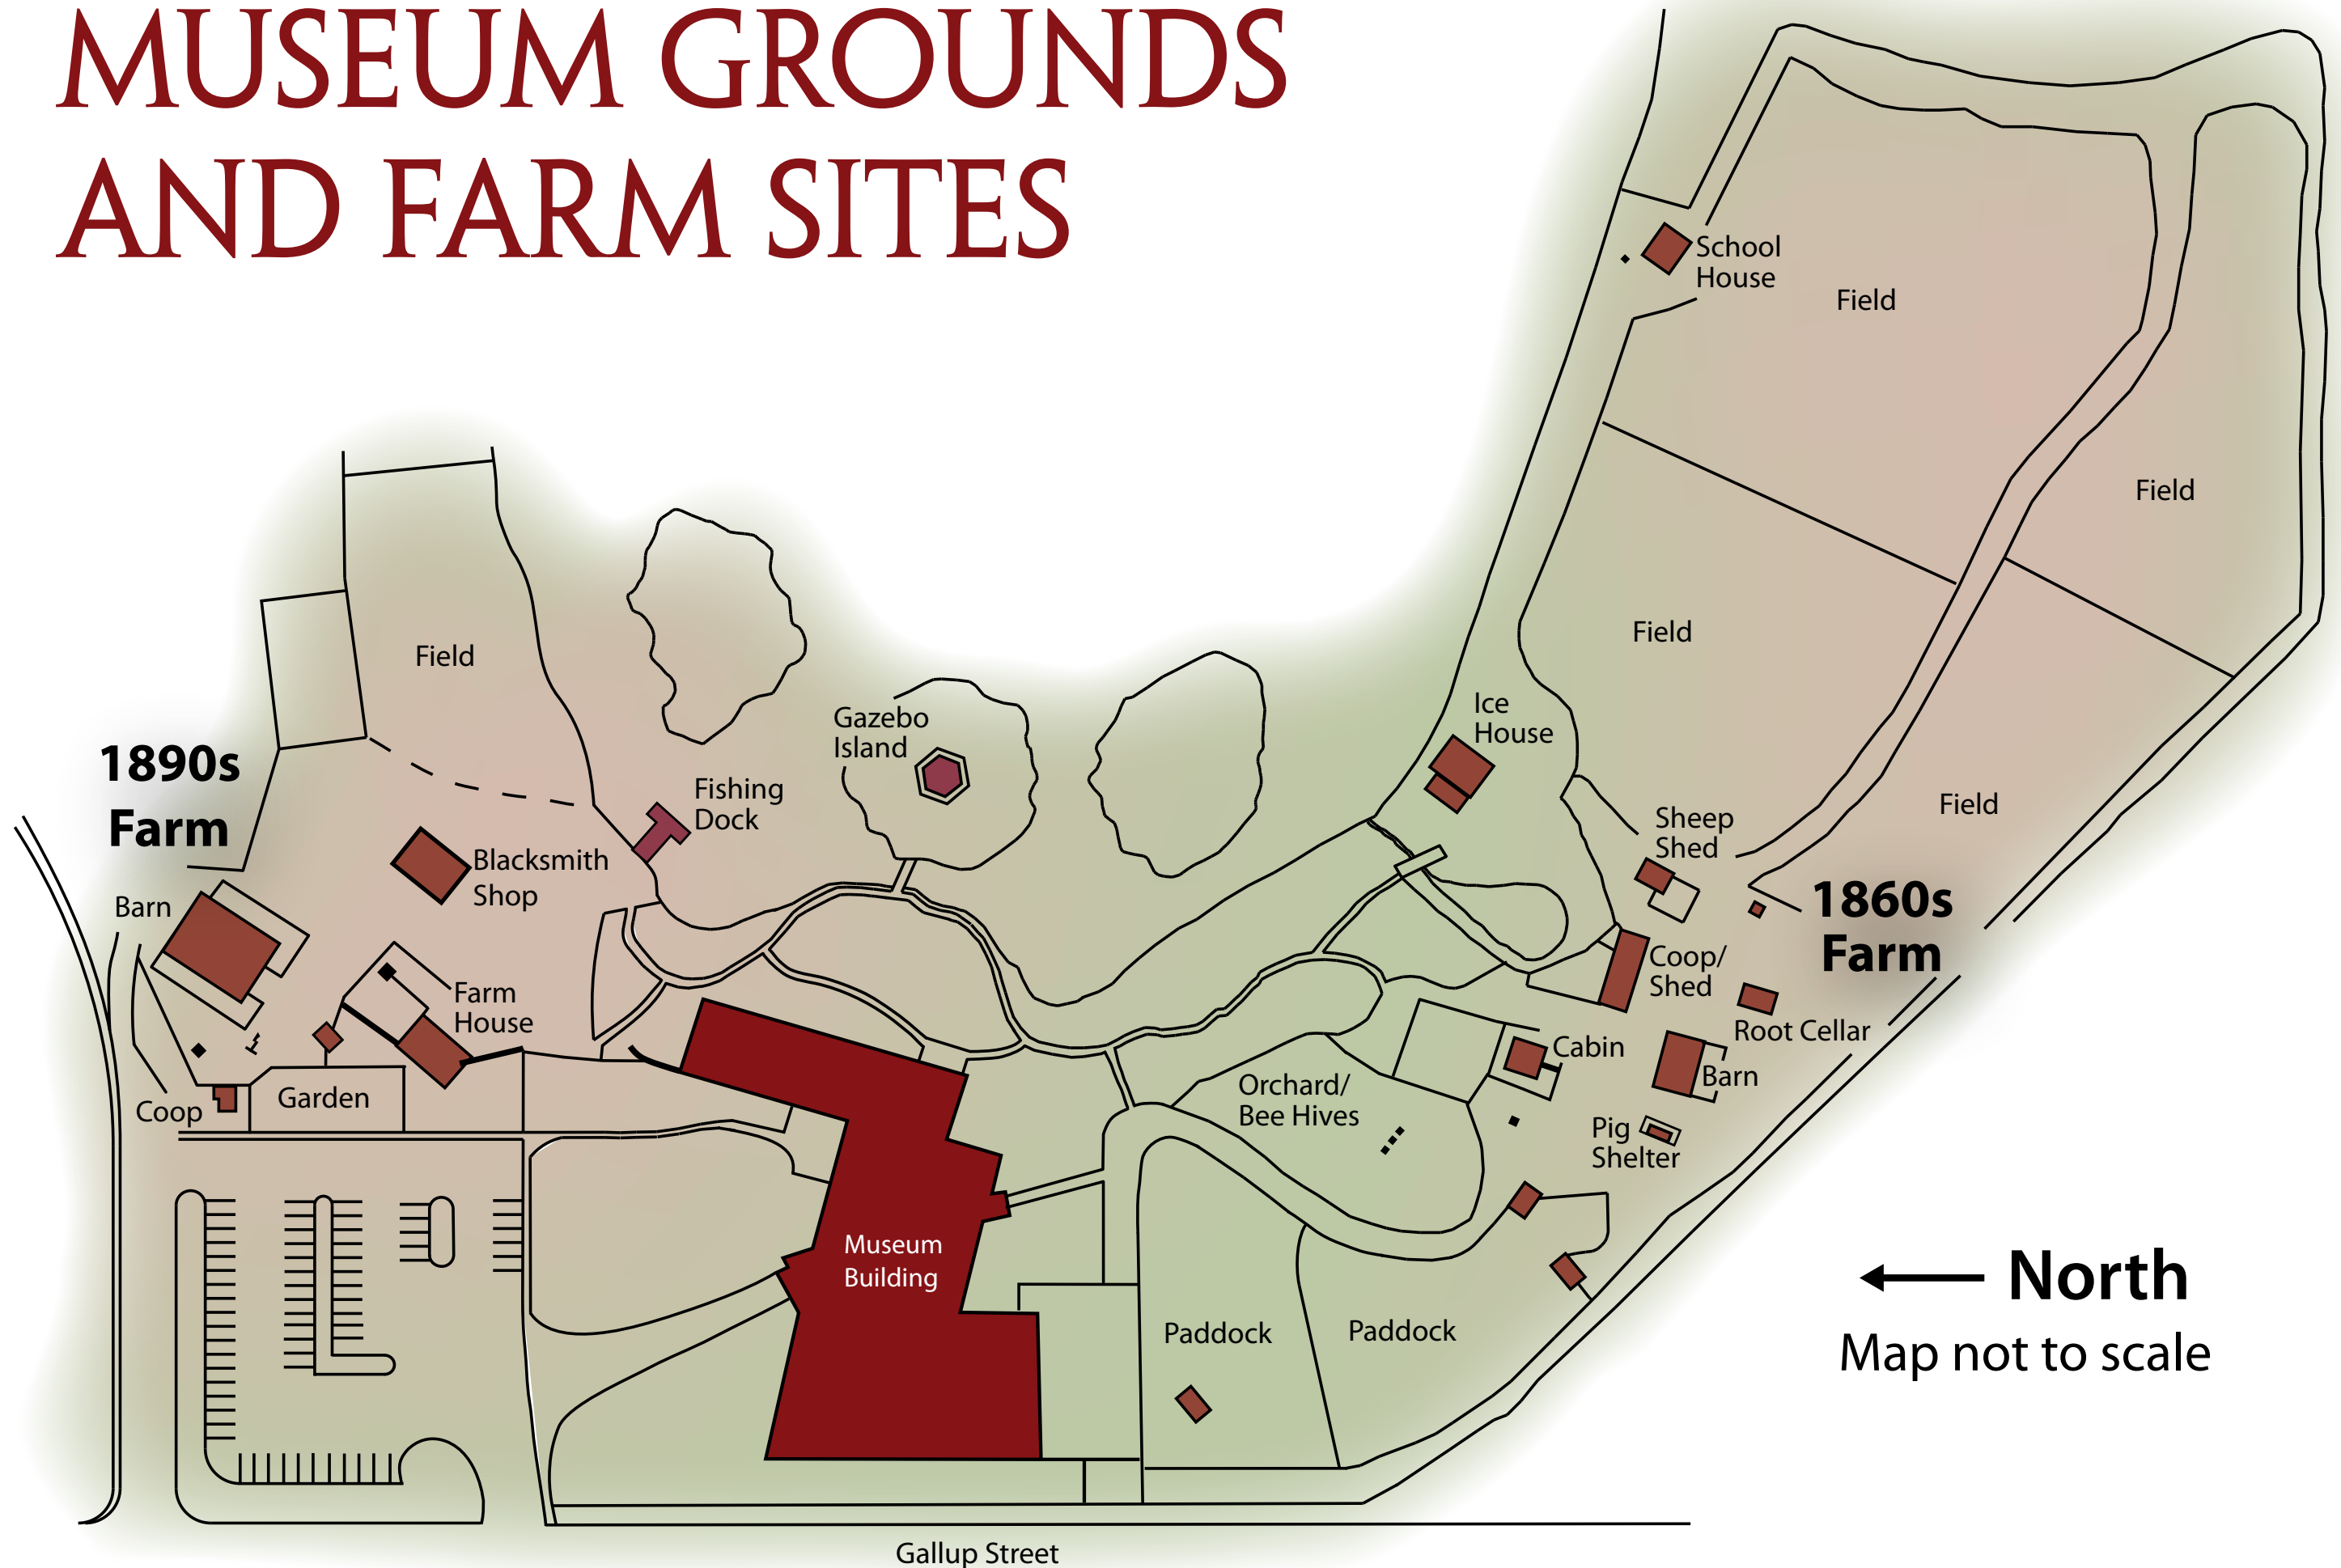 MUSEUM GROUNDS
AND FARM SITES
School
House
Field
Field
Field
Field
Field
Ice
House
Gazebo
Island
1890s
Farm
Fishing
Dock
Sheep
Shed
Blacksmith
Shop
Barn
1860s
Farm
Coop/
Shed
Farm
House
Root Cellar
Cabin
Barn
Orchard/
Bee Hives
Garden
Coop
Pig
Shelter
Museum
Building
North
Map not to scale
Paddock
Paddock
Gallup Street